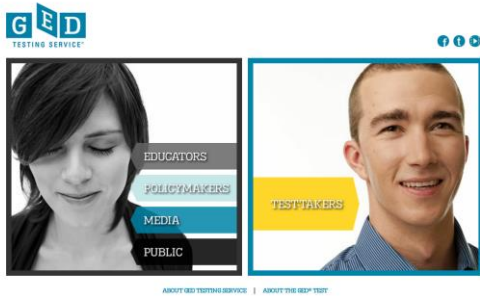 GED
TESTING SERVICE®
EDUCATORS
POLICYMAKERS
MEDIA
PUBLIC
TEST TAKERS
ABOUT GED TESTING SERVICE | ABOUT THE GED® TEST